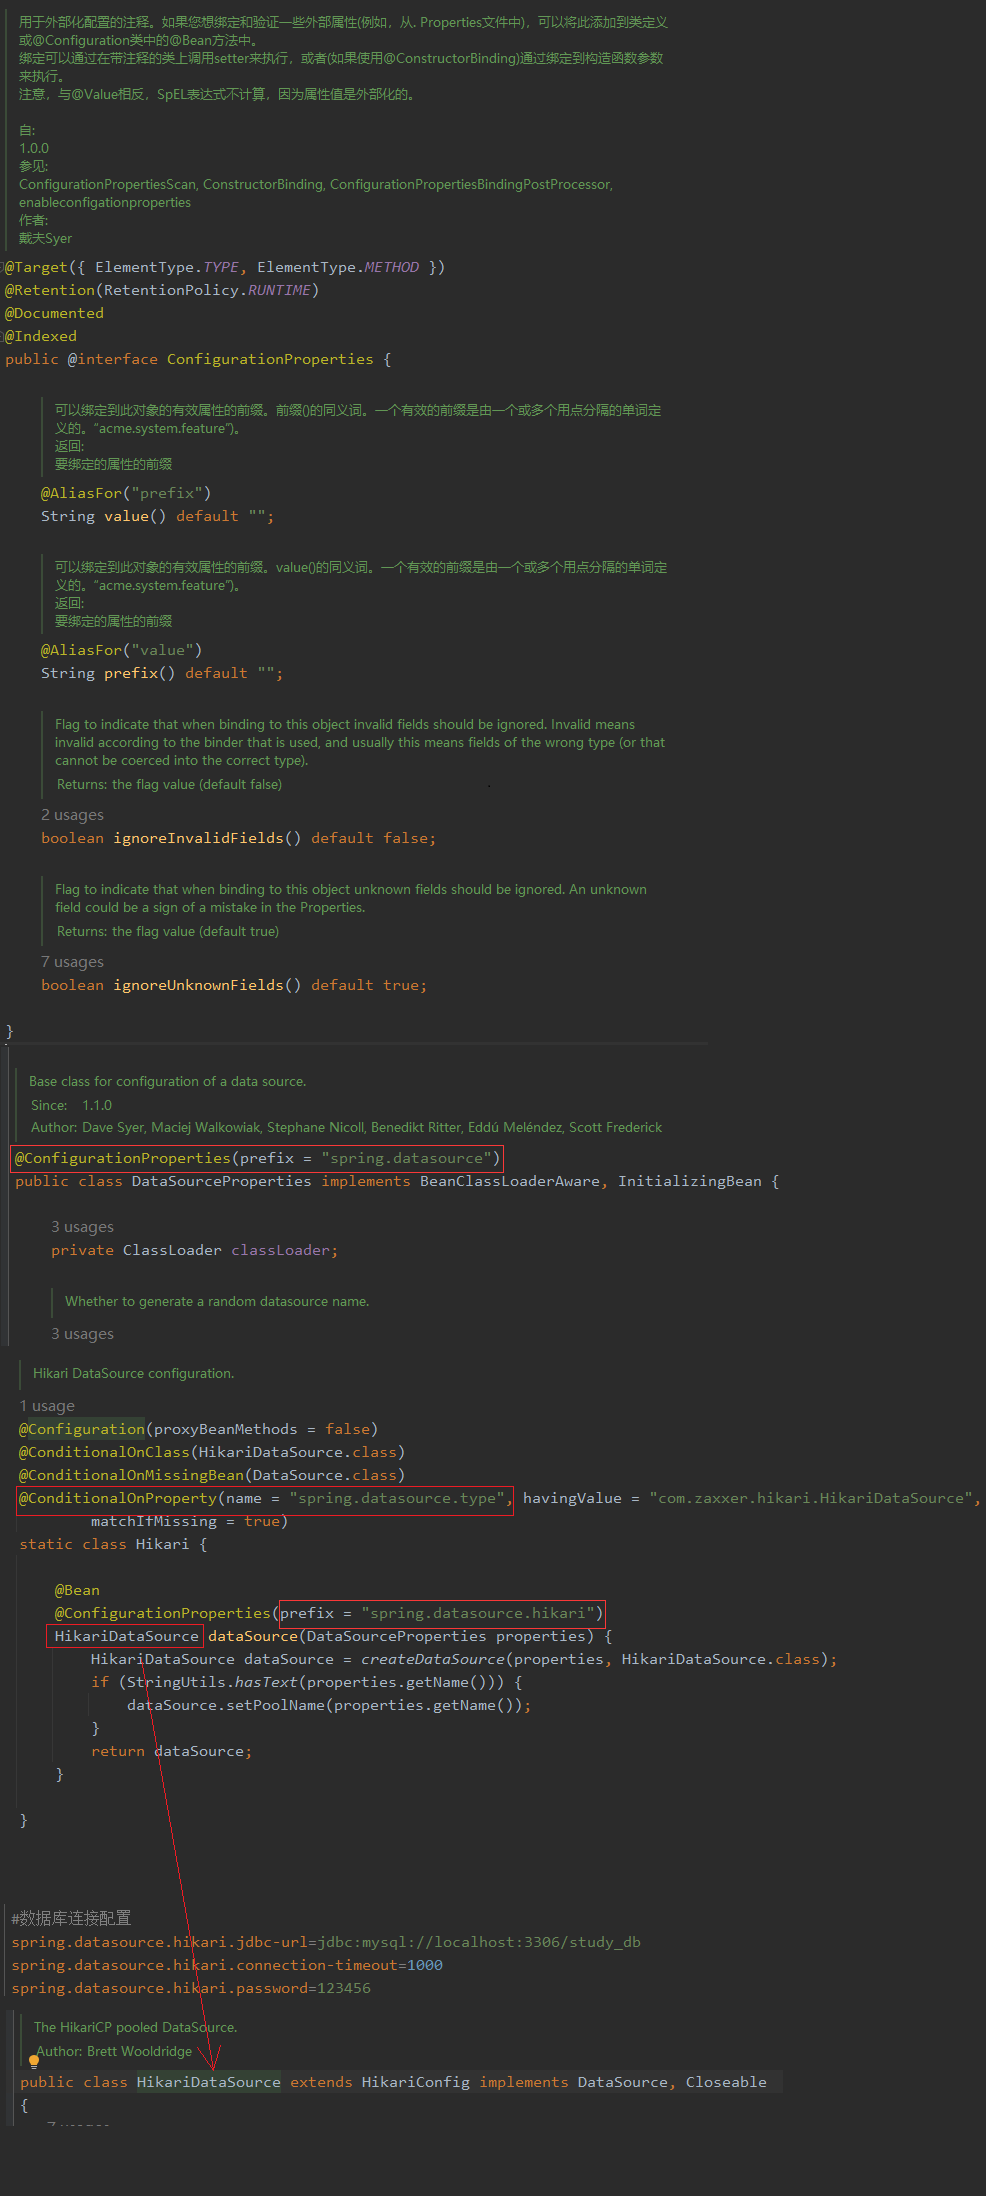 用于外部化配置的注释。如果您想绑定和验证一些外部属性(例如，从. Properties文件中)，可以将此添加到类定义
或@Configuration类中的@Bean方法中。
绑定可以通过在带注释的类上调用setter来执行，或者(如果使用@ConstructorBinding)通过绑定到构造函数参数
来执行。
注意，与@Value相反，SpEL表达式不计算，因为属性值是外部化的。
自:
1.0.0
参见:
ConfigurationPropertiesScan, ConstructorBinding, ConfigurationPropertiesBindingPostProcessor,
enableconfigationproperties
作者:
戴夫Syer
@Target({ ElementType.TYPE, ElementType.METHOD })
@Retention(RetentionPolicy.RUNTIME)
@Documented
@Indexed
public @interface ConfigurationProperties {
可以绑定到此对象的有效属性的前缀。前缀()的同义词。一个有效的前缀是由一个或多个用点分隔的单词定
义的。“acme.system.feature”)。
返回:
要绑定的属性的前缀
@AliasFor("prefix")
String value() default "";
可以绑定到此对象的有效属性的前缀。value()的同义词。一个有效的前缀是由一个或多个用点分隔的单词定
义的。“acme.system.feature”)。
返回:
要绑定的属性的前缀
@AliasFor("value")
String prefix() default "";
Flag to indicate that when binding to this object invalid fields should be ignored. Invalid means
invalid according to the binder that is used, and usually this means fields of the wrong type (or that
cannot be coerced into the correct type).
Returns: the flag value (default false)
2 usages
boolean ignoreInvalidFields() default false;
Flag to indicate that when binding to this object unknown fields should be ignored. An unknown
field could be a sign of a mistake in the Properties.
Returns: the flag value (default true)
7 usages
boolean ignoreUnknownFields() default true;
}
Base class for configuration of a data source.
Since: 1.1.0
Author: Dave Syer, Maciej Walkowiak, Stephane Nicoll, Benedikt Ritter, Eddú Meléndez, Scott Frederick
@ConfigurationProperties(prefix = "spring.datasource")
public class DataSourceProperties implements BeanClassLoaderAware, InitializingBean {
3 usages
private ClassLoader classLoader;
Whether to generate a random datasource name.
3 usages
Hikari DataSource configuration.
1 usage
@Configuration(proxyBeanMethods = false)
@ConditionalOnClass(HikariDataSource.class)
@ConditionalOnMissingBean(DataSource.class)
@ConditionalOnProperty(name = "spring.datasource.type", havingValue = "com.zaxxer.hikari.HikariDataSource",
matchIfMissing = true)
static class Hikari {
@Bean
@ConfigurationProperties(prefix = "spring.datasource.hikari")
HikariDataSource dataSource(DataSourceProperties properties) {
HikariDataSource dataSource = createDataSource(properties, HikariDataSource.class);
if (StringUtils.hasText(properties.getName())) {
dataSource.setPoolName(properties.getName());
}
return dataSource;
}
}
#数据库连接配置
spring.datasource.hikari.jdbc-url=jdbc:mysql://localhost:3306/study_db
spring.datasource.hikari.connection-timeout=1000
spring.datasource.hikari.password=123456
The HikariCP pooled DataSource.
Author: Brett Wooldridge
public class HikariDataSource extends HikariConfig implements DataSource, Closeable
{